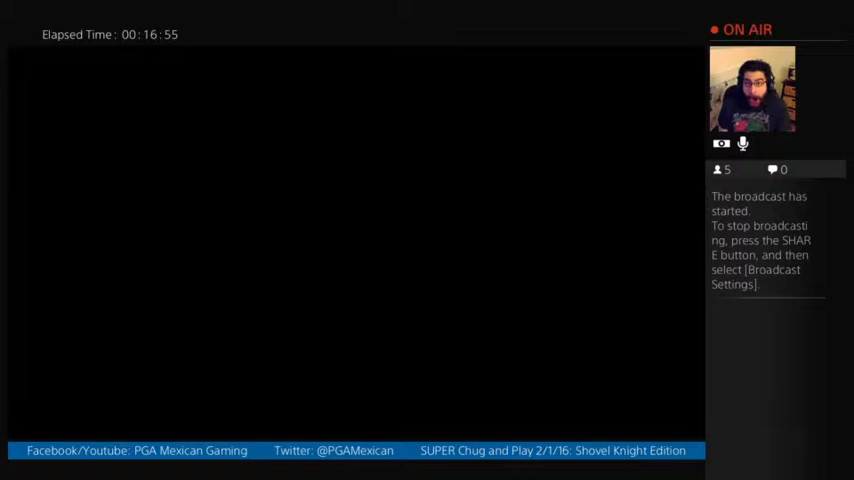 Elapsed Time: 00:16:55
ON AIR
5 0
The broadcast has
started.
To stop broadcasti
ng, press the SHAR
E button, and then
select [Broadcast
Settings].
Facebook/Youtube: PGA Mexican Gaming Twitter: @PGAMexican SUPER Chug and Play 2/1/16: Shovel Knight Edition